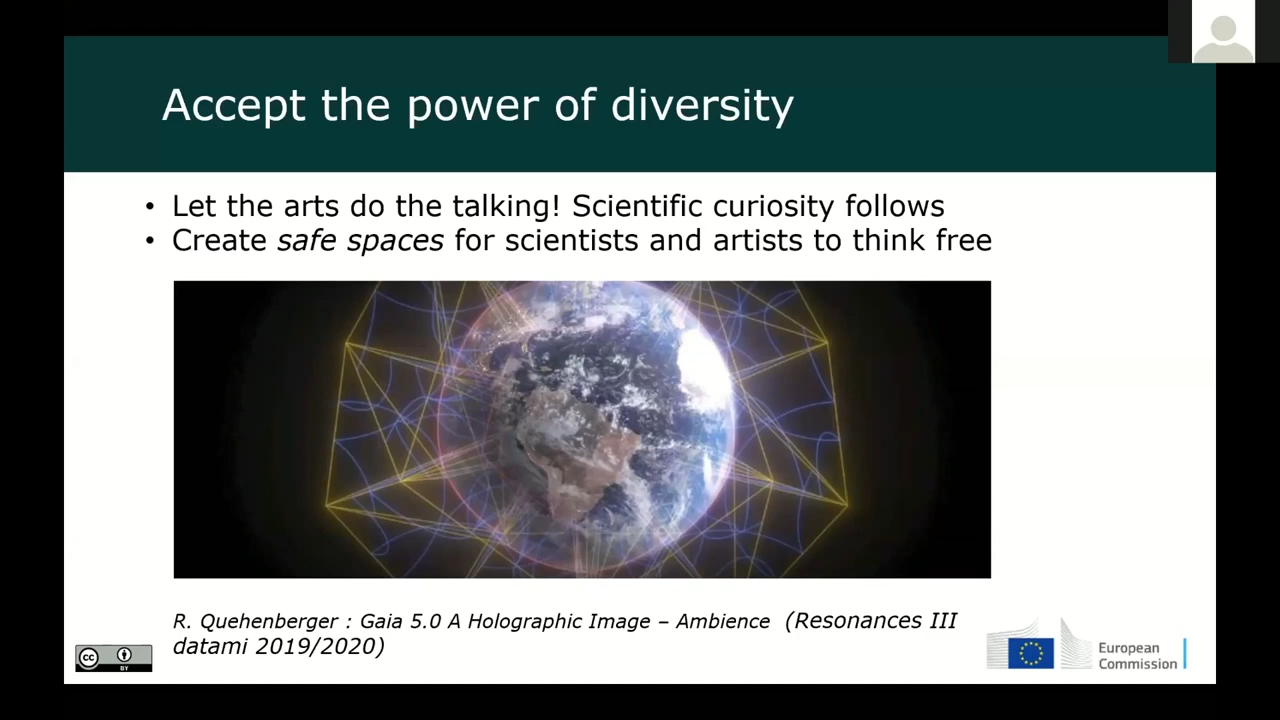 Accept the power of diversity
• Let the arts do the talking! Scientific curiosity follows
• Create safe spaces for scientists and artists to think free
R. Quehenberger : Gaia 5.0 A Holographic Image – Ambience (Resonances III
datami 2019/2020)
cc BY
European
Commission